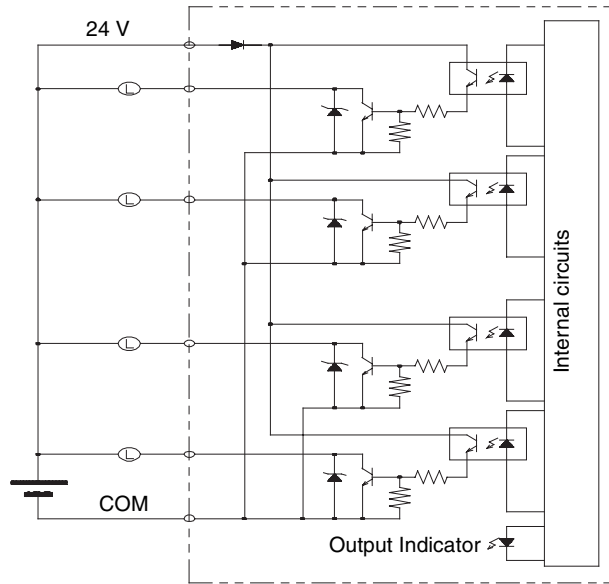 24 V
L
L
L
L
COM
Output Indicator
Internal circuits